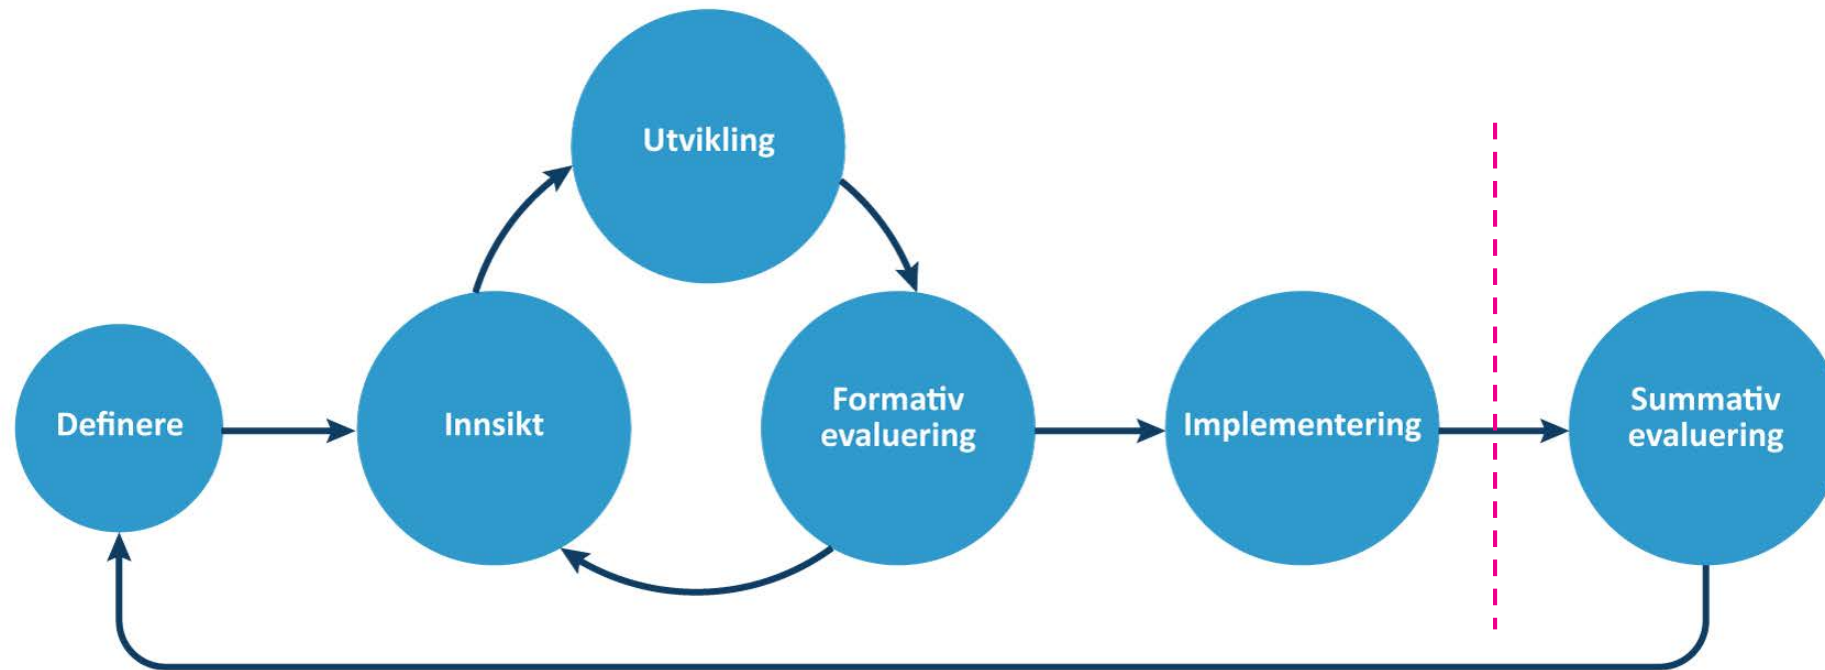 Utvikling
Definere
Innsikt
Formativ
evaluering
Implementering
Summativ
evaluering